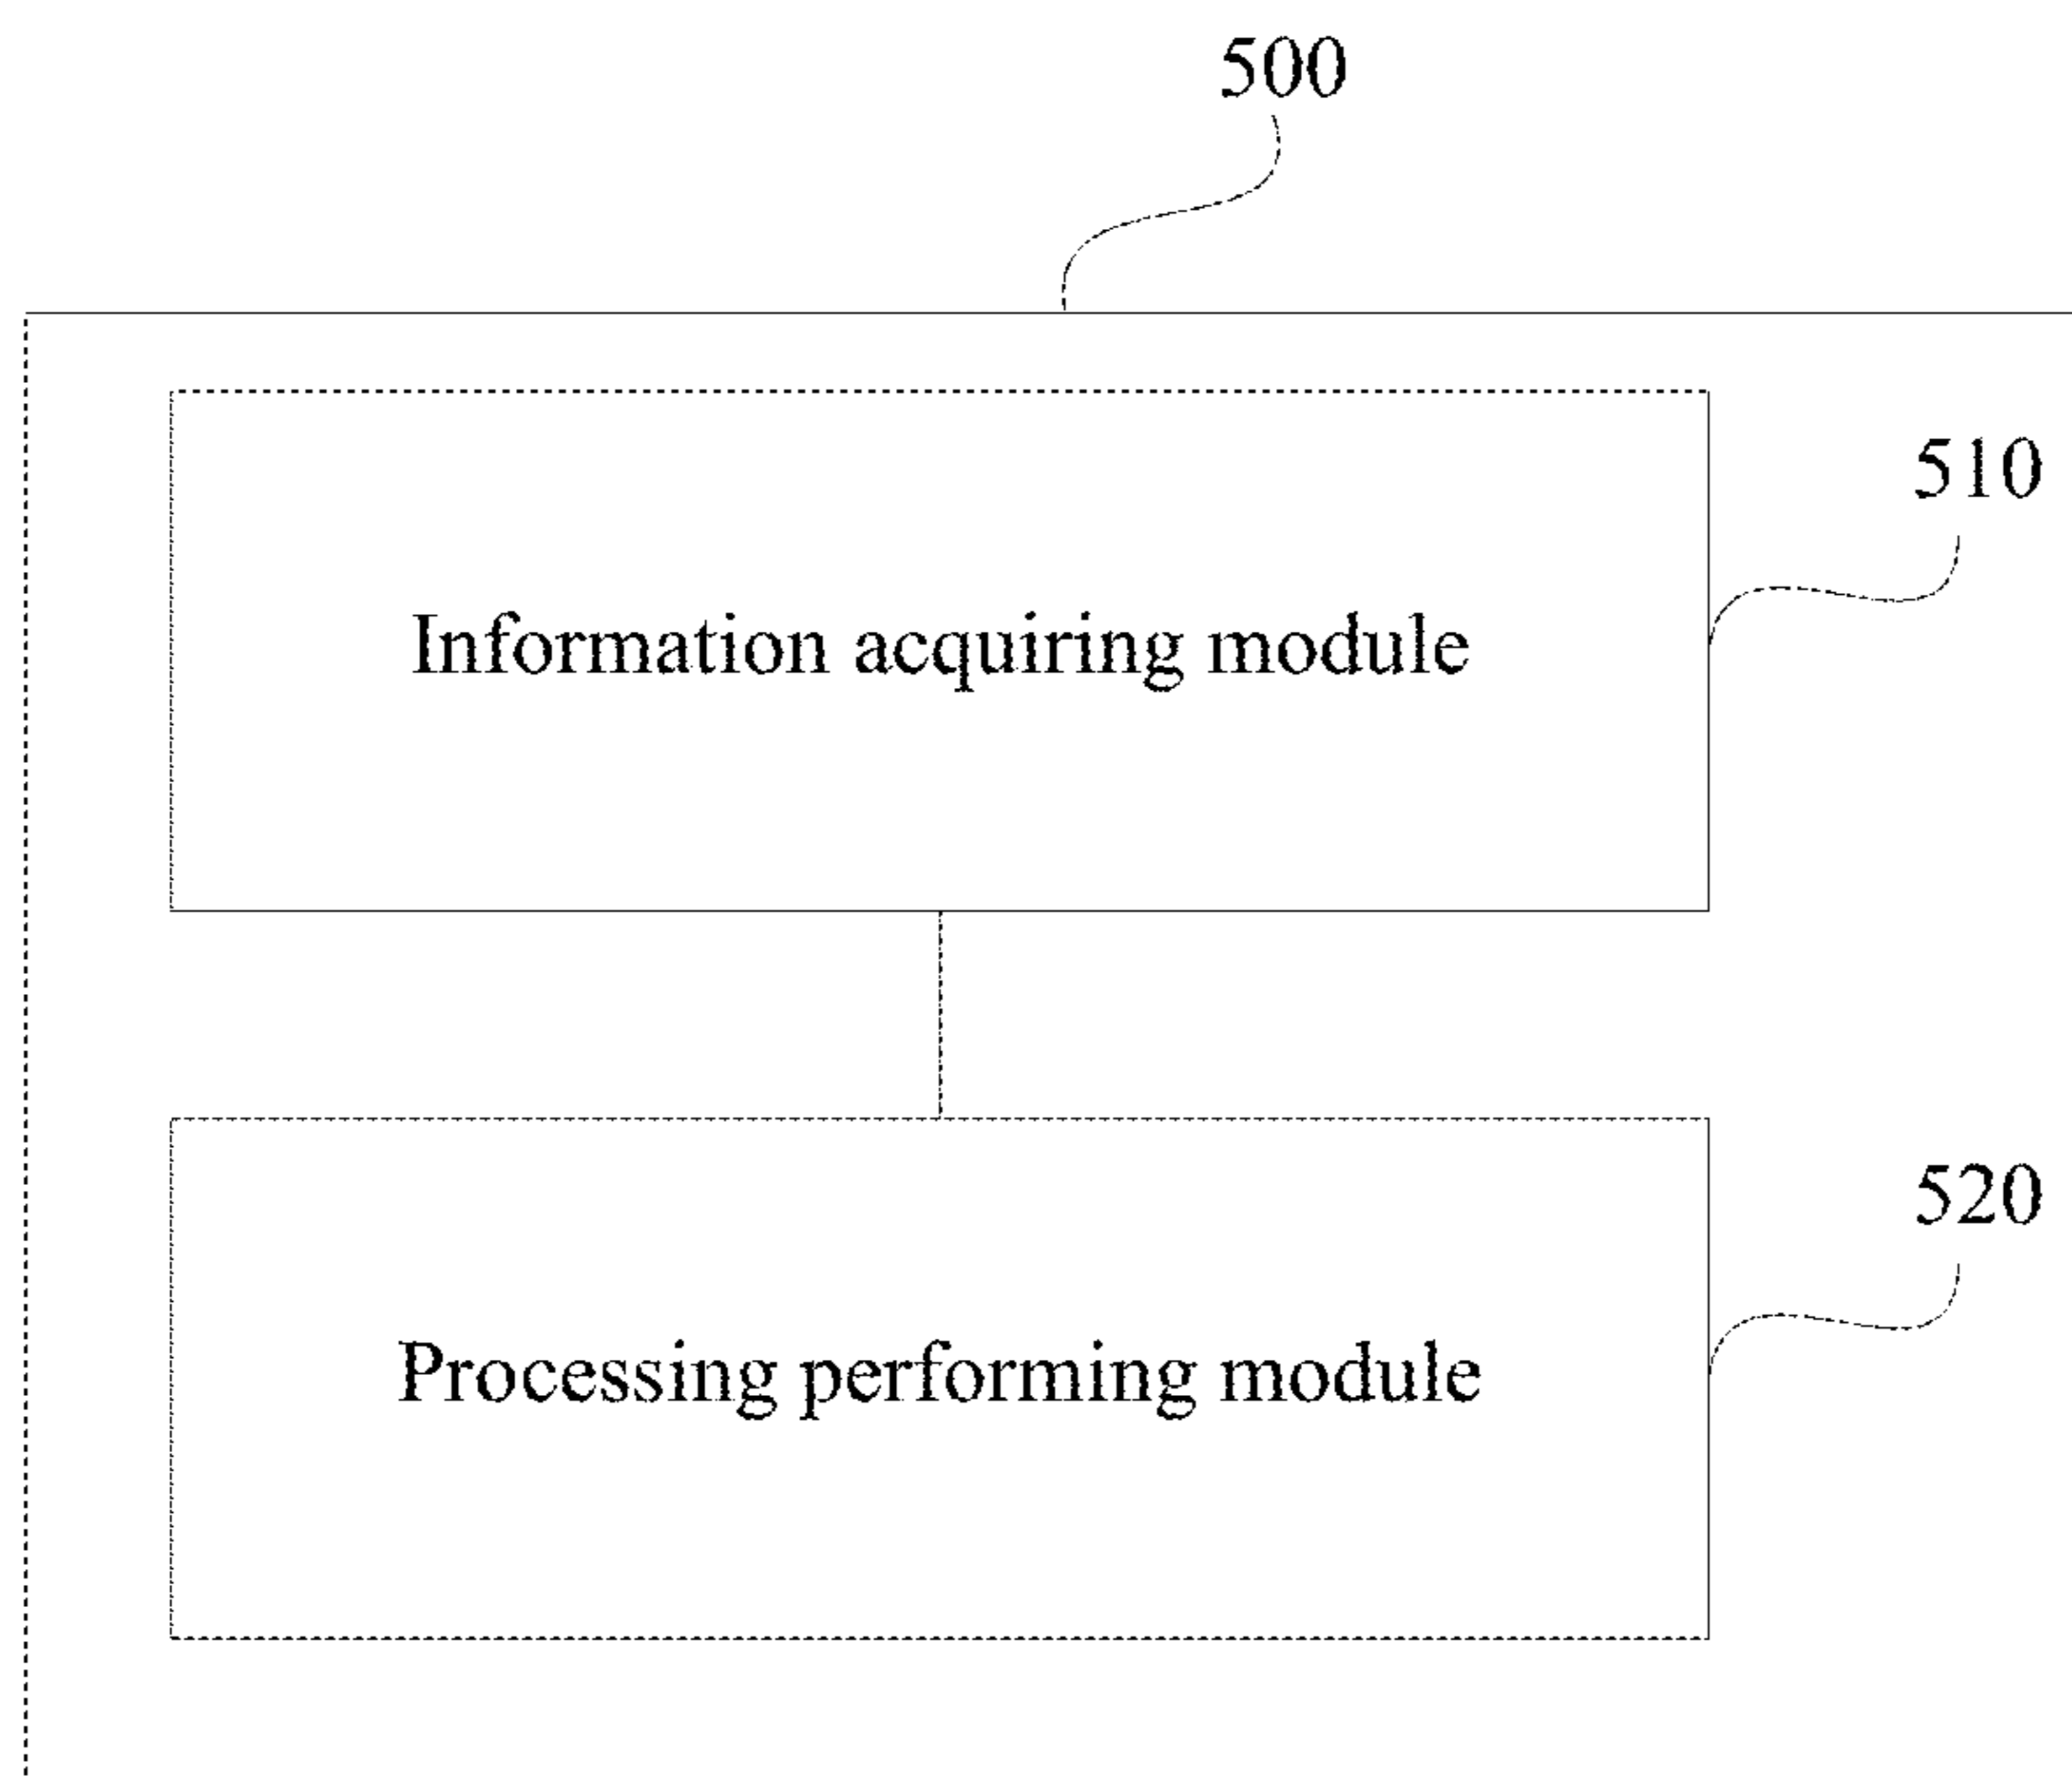 500
510
Information acquiring module
520
Processing performing module